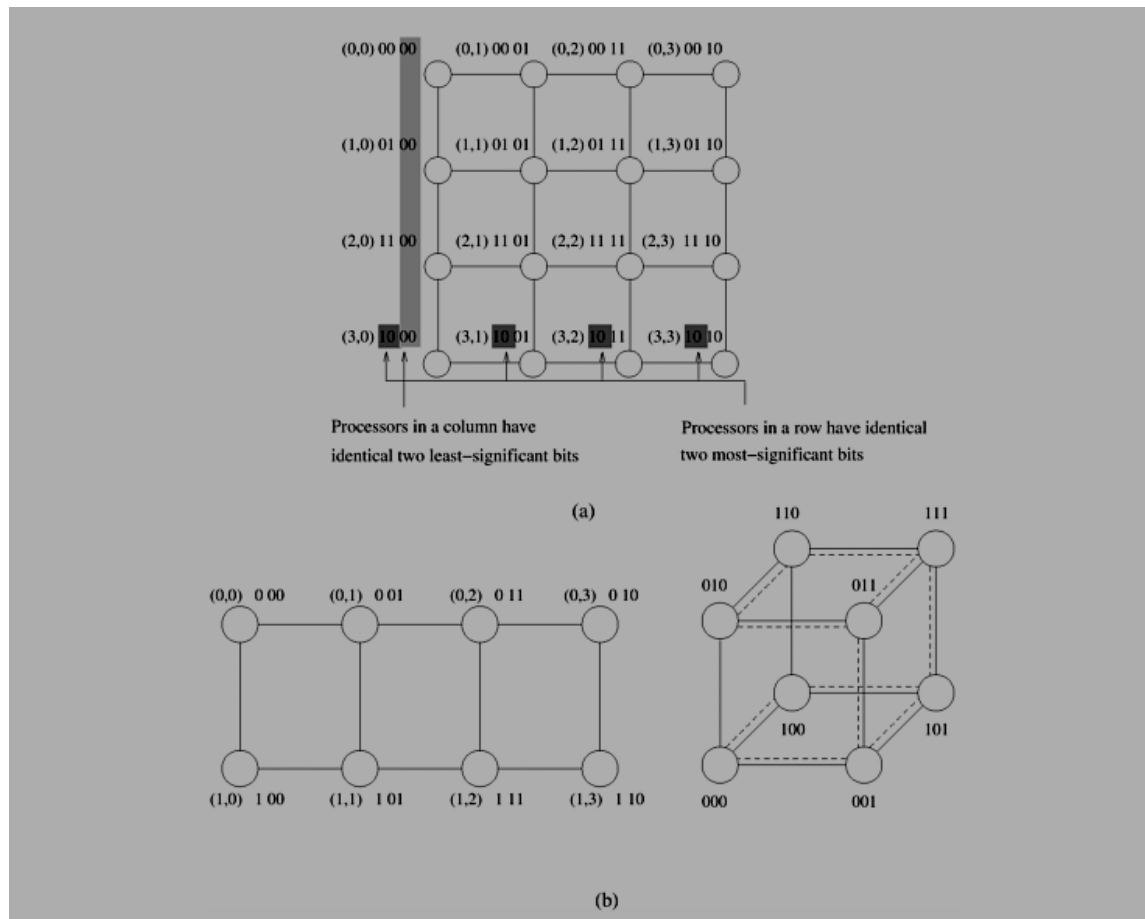 (0,0) 00 00 (0,1) 00 01 (0,2) 00 11 (0,3) 00 10
(1,0) 01 00 (1,1) 01 01 (1,2) 01 11 (1,3) 01 10
(2,0) 11 00 (2,1) 11 01 (2,2) 11 11 (2,3) 11 10
(3,0) 10 00 (3,1) 10 01 (3,2) 10 11 (3,3) 10 10
Processors in a column have
identical two least−significant bits
Processors in a row have identical
two most−significant bits
(a)
(0,0) 0 00 (0,1) 0 01 (0,2) 0 11 (0,3) 0 10
(1,0) 1 00 (1,1) 1 01 (1,2) 1 11 (1,3) 1 10
110 111
010 011
100 101
000 001
(b)